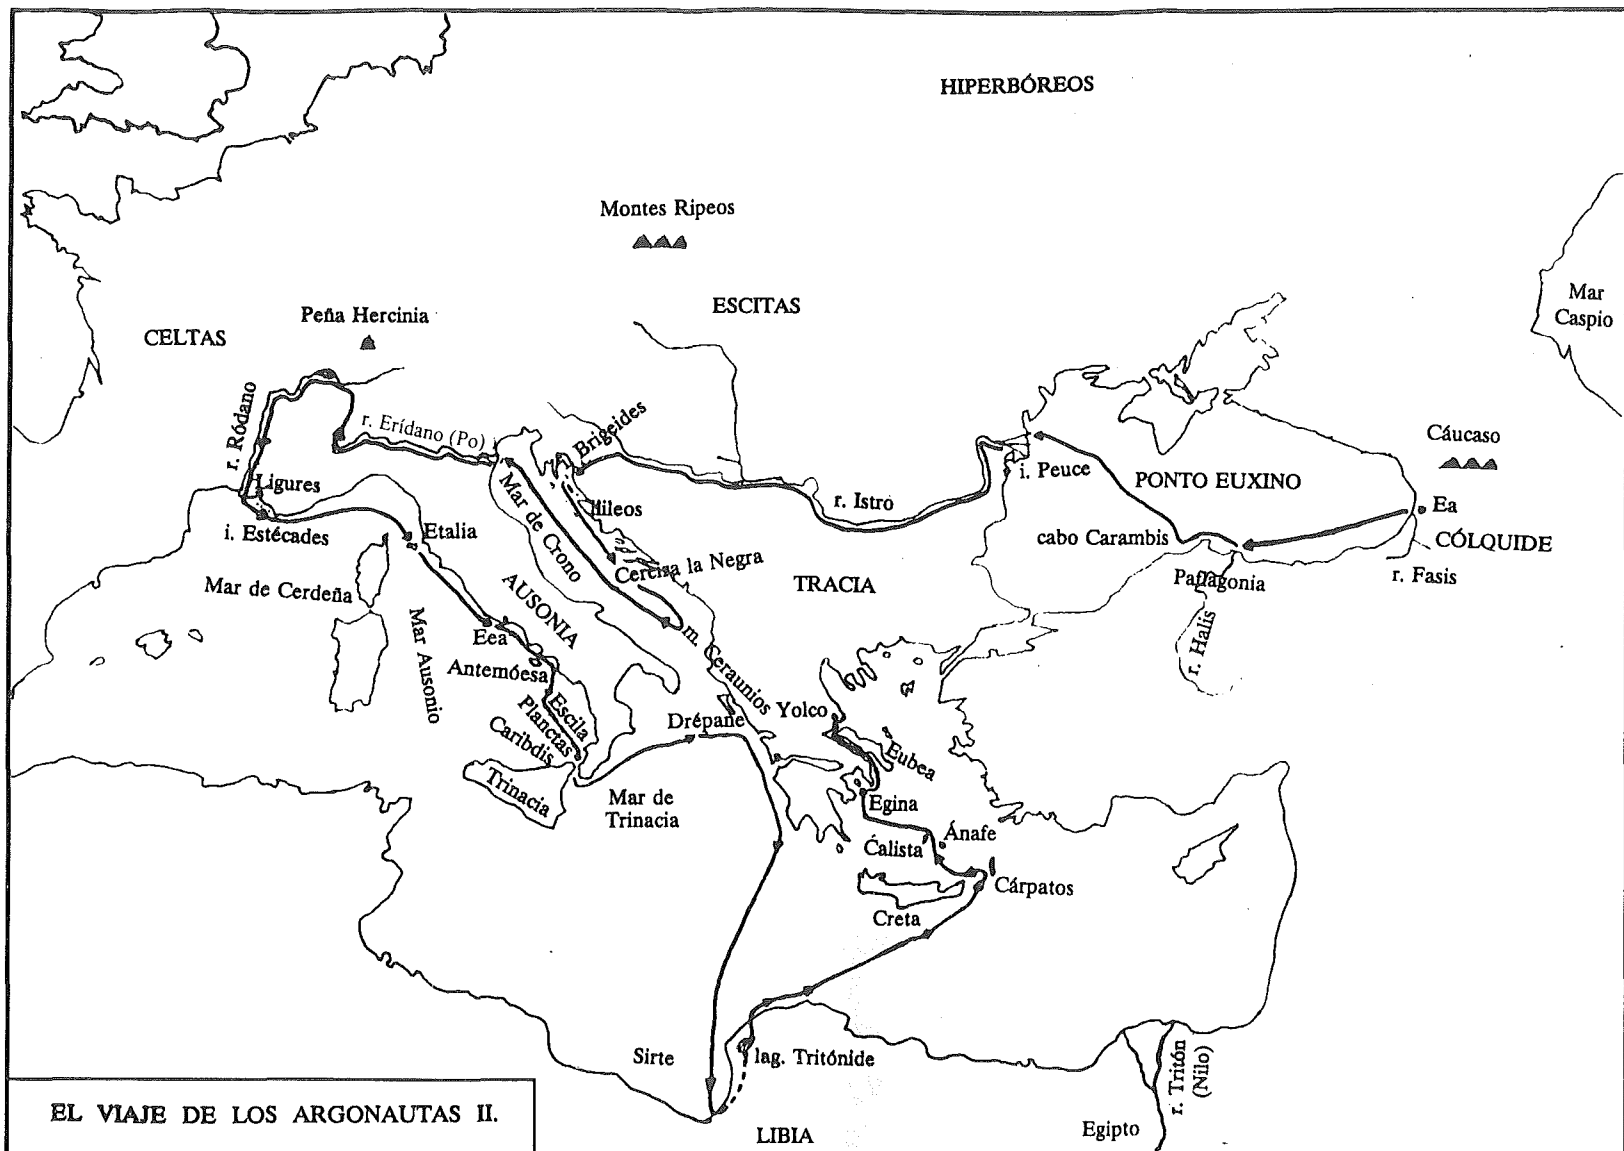 HIPERBÓREOS
Montes Ripeos
ESCITAS
Mar
Caspio
Peña Hercinia
CELTAS
r. Ródano
r. Erídano (Po)
Brigeides
Cáucaso
i. Peuce
PONTO EUXINO
Ligures
r. Istro
Ea
i. Estécades
Etalia
Mar de Crono
Hileos
cabo Carambis
CÓLQUIDE
Mar de Cerdeña
AUSONIA
Cerciza la Negra
TRACIA
Paflagonia
r. Fasis
Mar Ausonio
Eea
Antemóesa
m. Ceraunios
r. Halis
Escila
Planctas
Caribdis
Drépane
Yolco
Eubea
Trinacia
Mar de
Trinacia
Egina
Calista
Ánafe
Cárpatos
Creta
Sirte
lag. Tritónide
r. Tritón
(Nilo)
EL VIAJE DE LOS ARGONAUTAS II.
LIBIA
Egipto